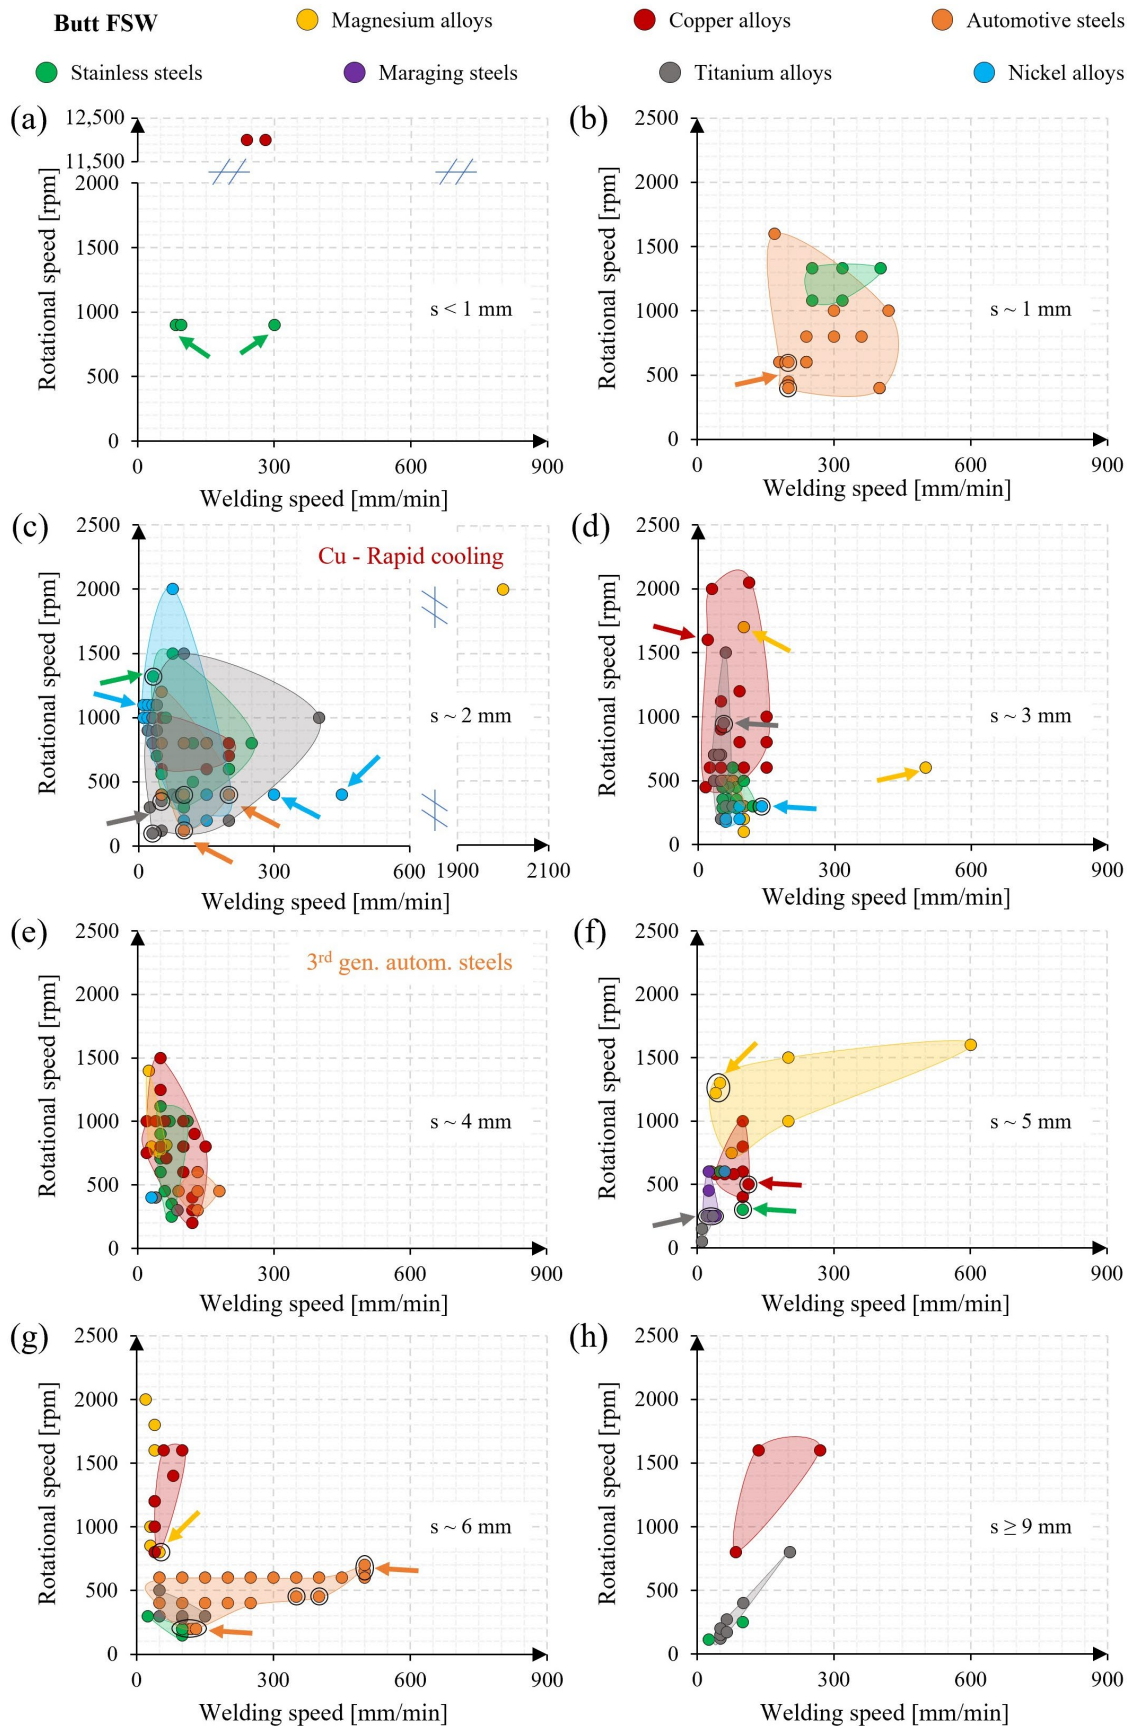 Butt FSW
Magnesium alloys
Copper alloys
Automotive steels
Stainless steels
Maraging steels
Titanium alloys
Nickel alloys
(a)
12,500
11,500
2000
1500
1000
500
0
Rotational speed [rpm]
s < 1 mm
0 300 600 900
Welding speed [mm/min]
(b)
2500
2000
1500
1000
500
0
Rotational speed [rpm]
s ~ 1 mm
0 300 600 900
Welding speed [mm/min]
(c)
2500
2000
1500
1000
500
0
Rotational speed [rpm]
Cu - Rapid cooling
s ~ 2 mm
0 300 600 1900 2100
Welding speed [mm/min]
(d)
2500
2000
1500
1000
500
0
Rotational speed [rpm]
s ~ 3 mm
0 300 600 900
Welding speed [mm/min]
(e)
2500
2000
1500
1000
500
0
Rotational speed [rpm]
3rd gen. autom. steels
s ~ 4 mm
0 300 600 900
Welding speed [mm/min]
(f)
2500
2000
1500
1000
500
0
Rotational speed [rpm]
s ~ 5 mm
0 300 600 900
Welding speed [mm/min]
(g)
2500
2000
1500
1000
500
0
Rotational speed [rpm]
s ~ 6 mm
0 300 600 900
Welding speed [mm/min]
(h)
2500
2000
1500
1000
500
0
Rotational speed [rpm]
s ≥ 9 mm
0 300 600 900
Welding speed [mm/min]